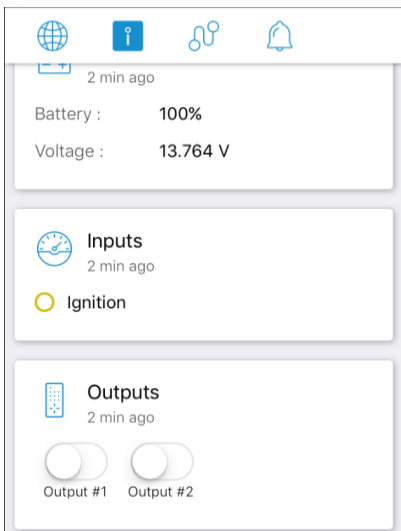 2 min ago
Battery : 100%
Voltage : 13.764 V
Inputs
2 min ago
Ignition
Outputs
2 min ago
Output #1 Output #2